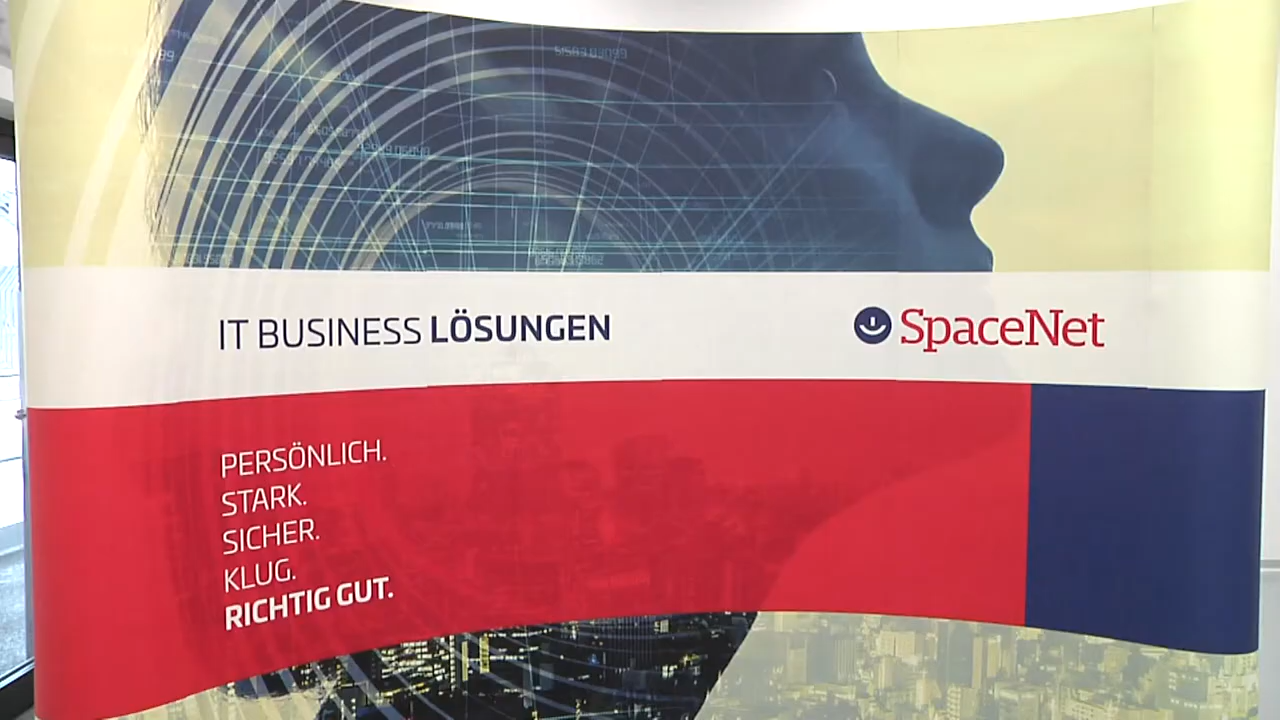 IT BUSINESS LÖSUNGEN
SpaceNet
PERSÖNLICH.
STARK.
SICHER.
KLUG.
RICHTIG GUT.